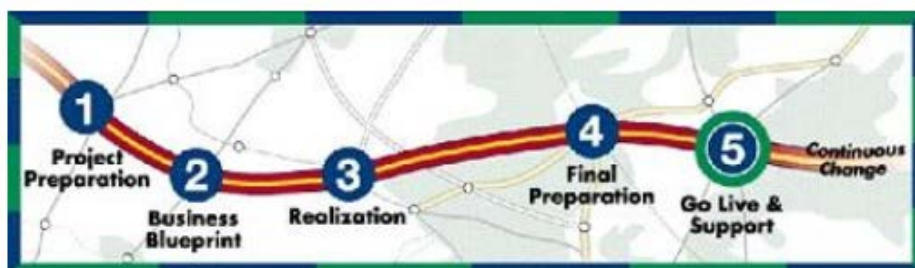 1
Project
Preparation
2
Business
Blueprint
3
Realization
4
Final
Preparation
5
Go Live &
Support
Continuous
Change